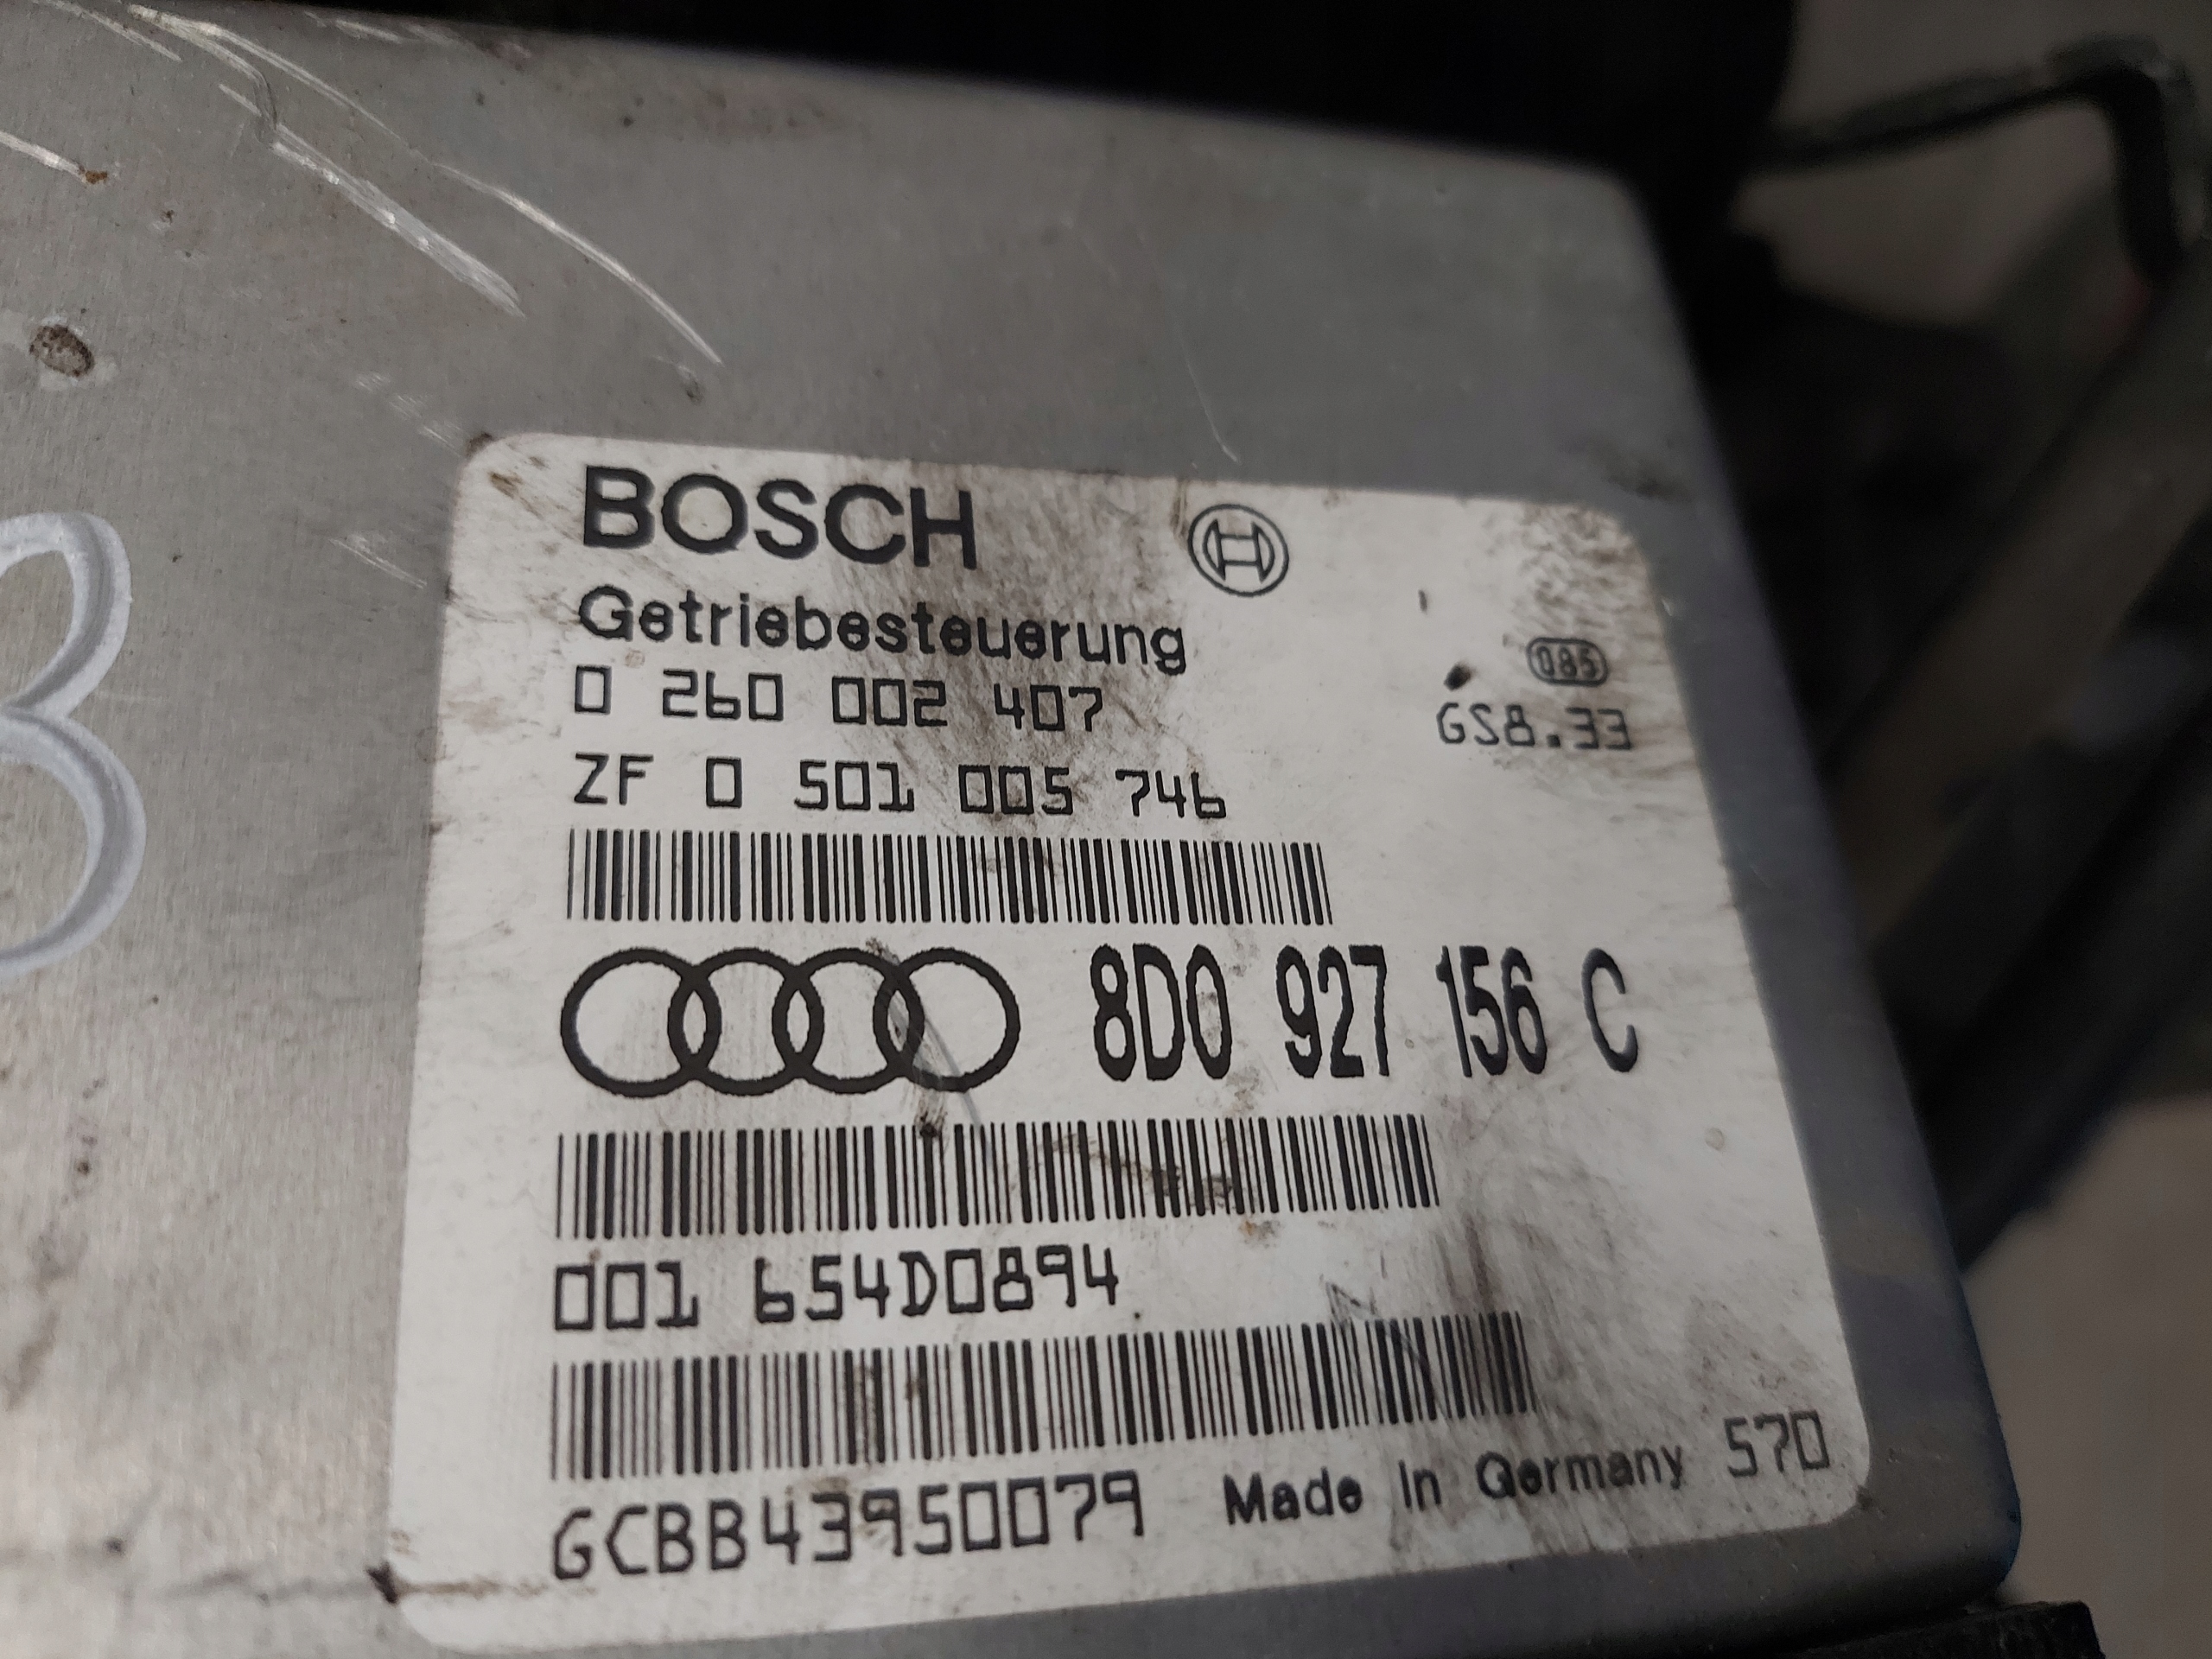 BOSCH
Getriebesteuerung
085
0 260 002 407
GS8.33
ZF 0 501 005 746
8D0 927 156 C
001 654D0894
GCBB43950079 Made In Germany 570